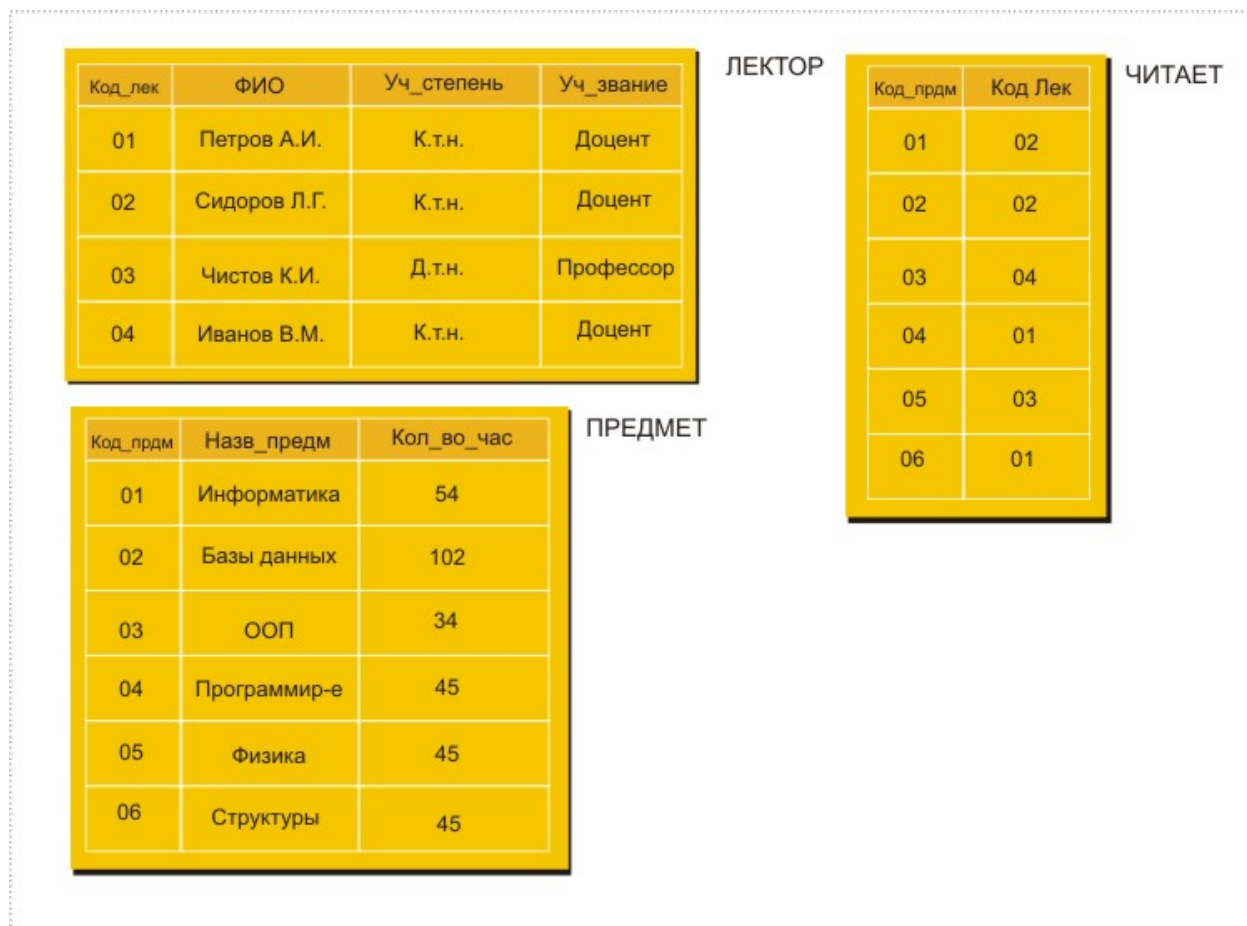 ЛЕКТОР
Код_лек ФИО Уч_степень Уч_звание
01 Петров А.И. К.т.н. Доцент
02 Сидоров Л.Г. К.т.н. Доцент
03 Чистов К.И. Д.т.н. Профессор
04 Иванов В.М. К.т.н. Доцент
ЧИТАЕТ
Код_прдм Код Лек
01 02
02 02
03 04
04 01
05 03
06 01
ПРЕДМЕТ
Код_прдм Назв_предм Кол_во_час
01 Информатика 54
02 Базы данных 102
03 ООП 34
04 Программир-е 45
05 Физика 45
06 Структуры 45